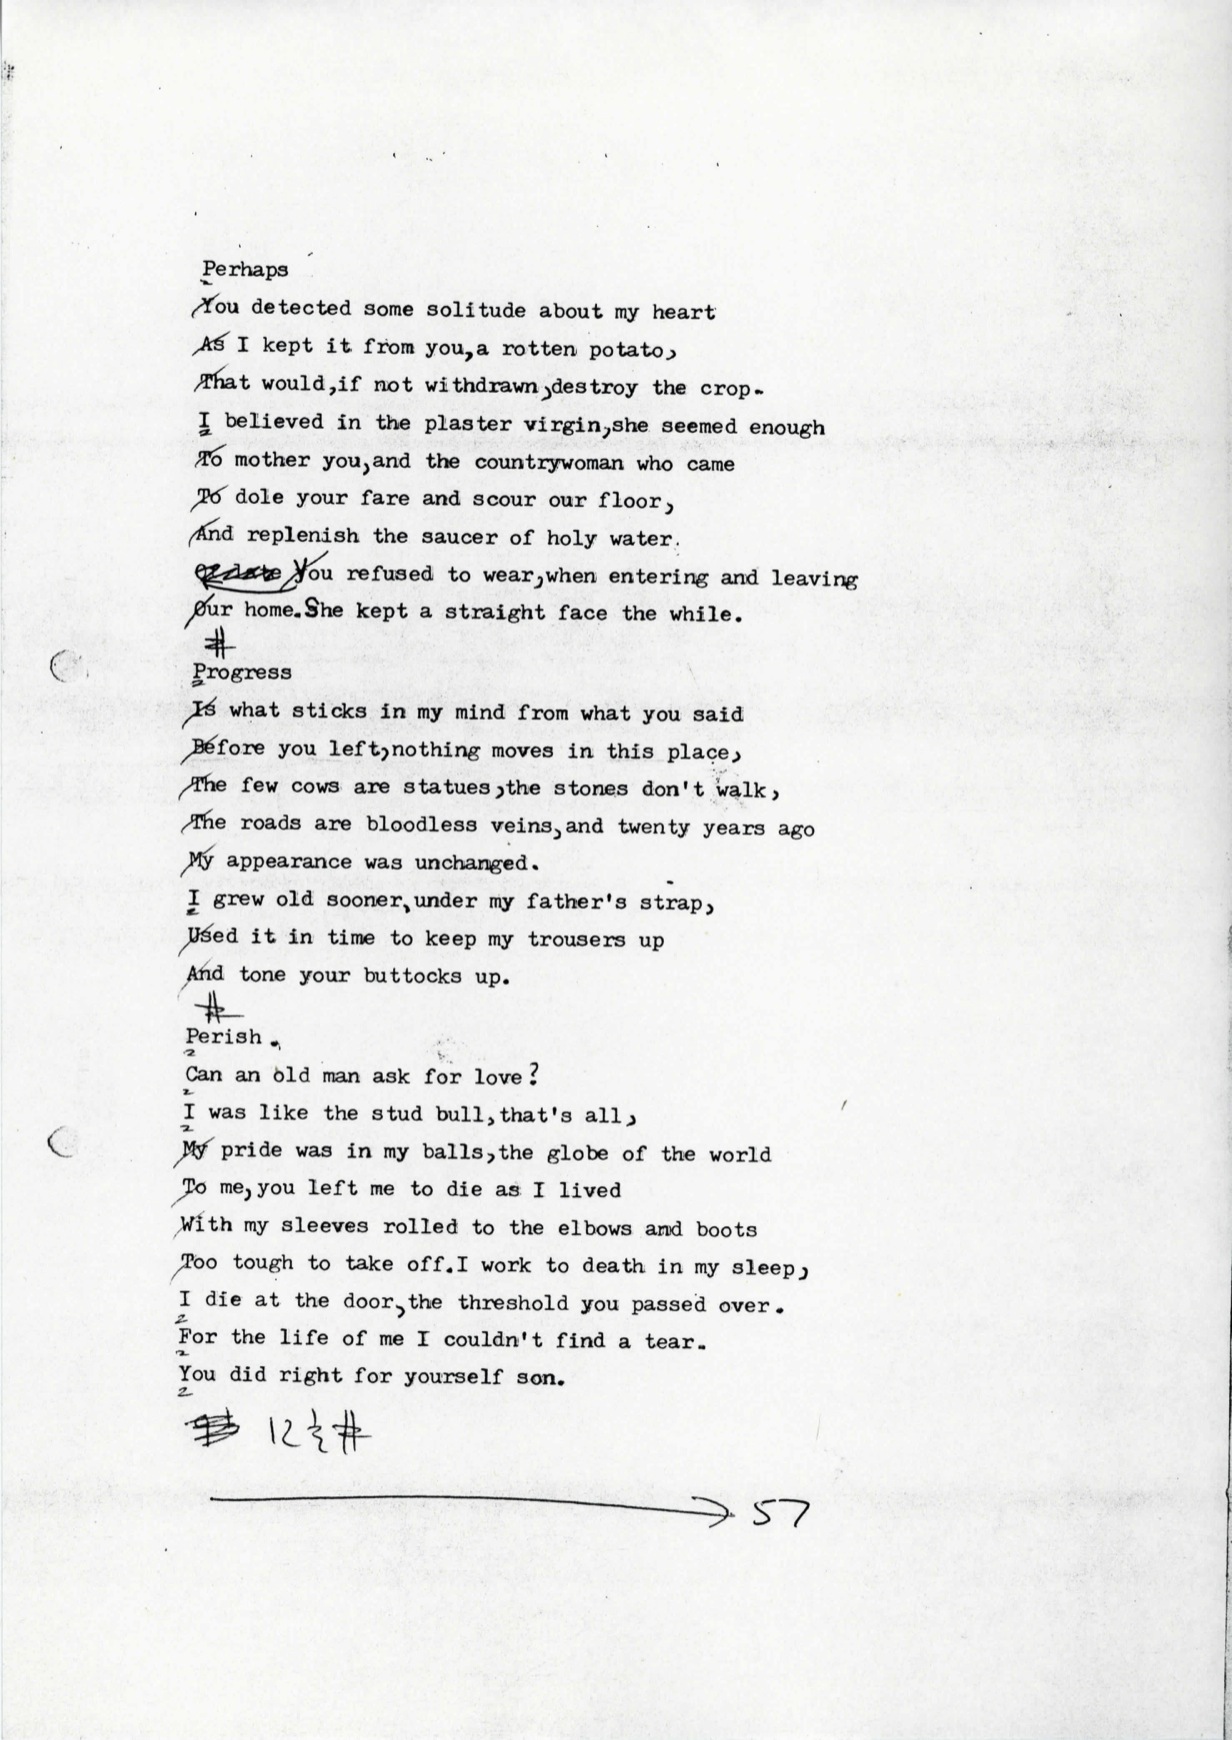 Perhaps
You detected some solitude about my heart
As I kept it from you,a rotten potato,
That would,if not withdrawn,destroy the crop.
I believed in the plaster virgin,she seemed enough
To mother you,and the countrywoman who came
To dole your fare and scour our floor,
And replenish the saucer of holy water.
You refused to wear,when entering and leaving
Our home.She kept a straight face the while.
#
Progress
Is what sticks in my mind from what you said
Before you left,nothing moves in this place,
The few cows are statues,the stones don't walk,
The roads are bloodless veins,and twenty years ago
My appearance was unchanged.
I grew old sooner,under my father's strap,
Used it in time to keep my trousers up
And tone your buttocks up.
#
Perish.
Can an old man ask for love?
I was like the stud bull,that's all,
My pride was in my balls,the globe of the world
To me,you left me to die as I lived
With my sleeves rolled to the elbows and boots
Too tough to take off.I work to death in my sleep,
I die at the door,the threshold you passed over.
For the life of me I couldn't find a tear.
You did right for yourself son.
12½#
57